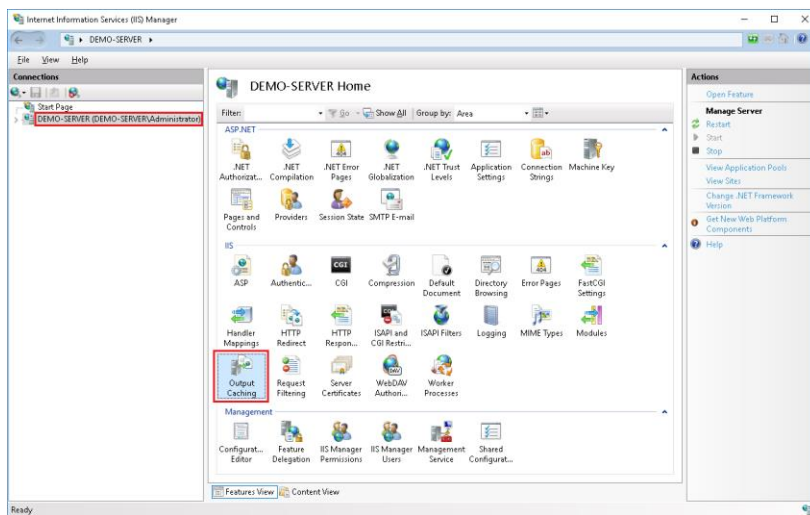 Internet Information Services (IIS) Manager
DEMO-SERVER
File View Help
Connections
Start Page
DEMO-SERVER (DEMO-SERVER\Administrator)
DEMO-SERVER Home
Filter: Go Show All Group by: Area
ASP.NET
.NET Authorizat...
.NET Compilation
.NET Error Pages
.NET Globalization
.NET Trust Levels
Application Settings
Connection Strings
Machine Key
Pages and Controls
Providers
Session State
SMTP E-mail
IIS
ASP
Authentic...
CGI
Compression
Default Document
Directory Browsing
Error Pages
FastCGI Settings
Handler Mappings
HTTP Redirect
HTTP Respon...
ISAPI and CGI Restri...
ISAPI Filters
Logging
MIME Types
Modules
Output Caching
Request Filtering
Server Certificates
WebDAV Authori...
Worker Processes
Management
Configurat... Editor
Feature Delegation
IIS Manager Permissions
IIS Manager Users
Management Service
Shared Configurat...
Features View Content View
Actions
Open Feature
Manage Server
Restart
Start
Stop
View Application Pools
View Sites
Change .NET Framework
Version
Get New Web Platform
Components
Help
Ready